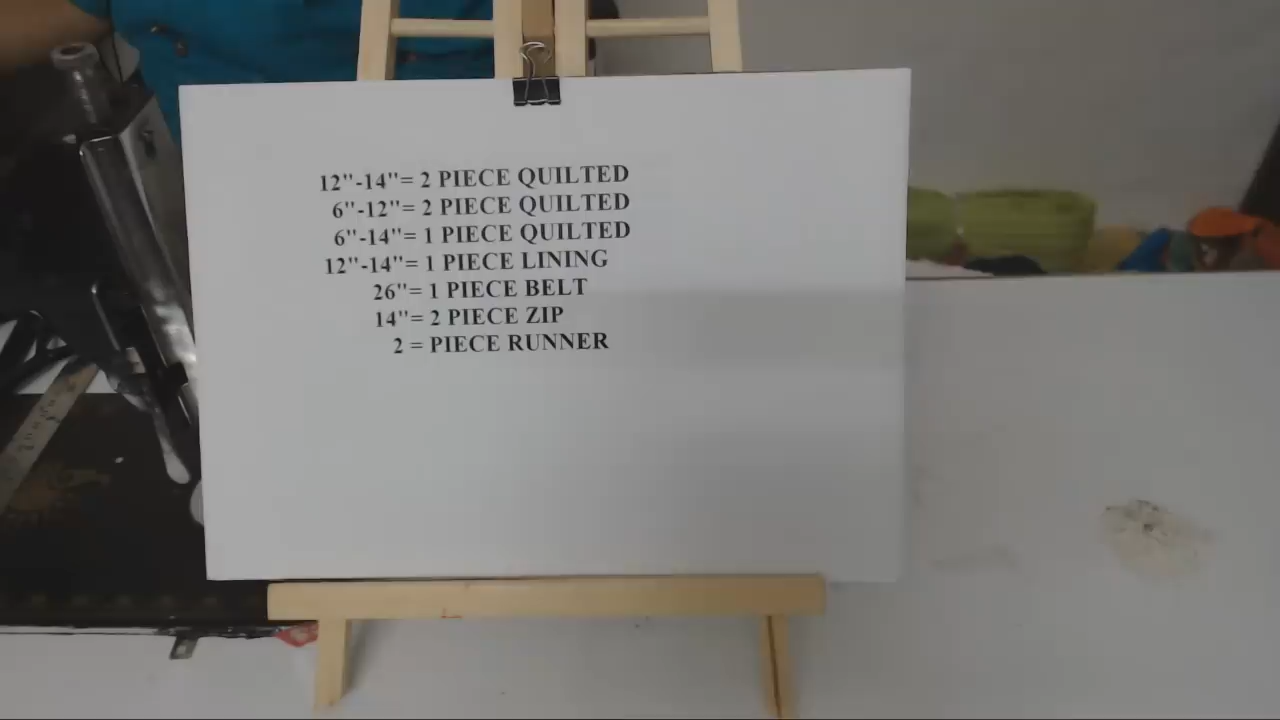 12"-14"= 2 PIECE QUILTED
6"-12"= 2 PIECE QUILTED
6"-14"= 1 PIECE QUILTED
12"-14"= 1 PIECE LINING
26"= 1 PIECE BELT
14"= 2 PIECE ZIP
2 = PIECE RUNNER